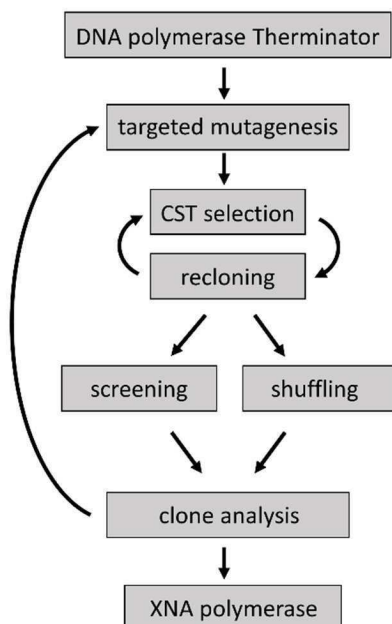 DNA polymerase Therminator
targeted mutagenesis
CST selection
recloning
screening
shuffling
clone analysis
XNA polymerase